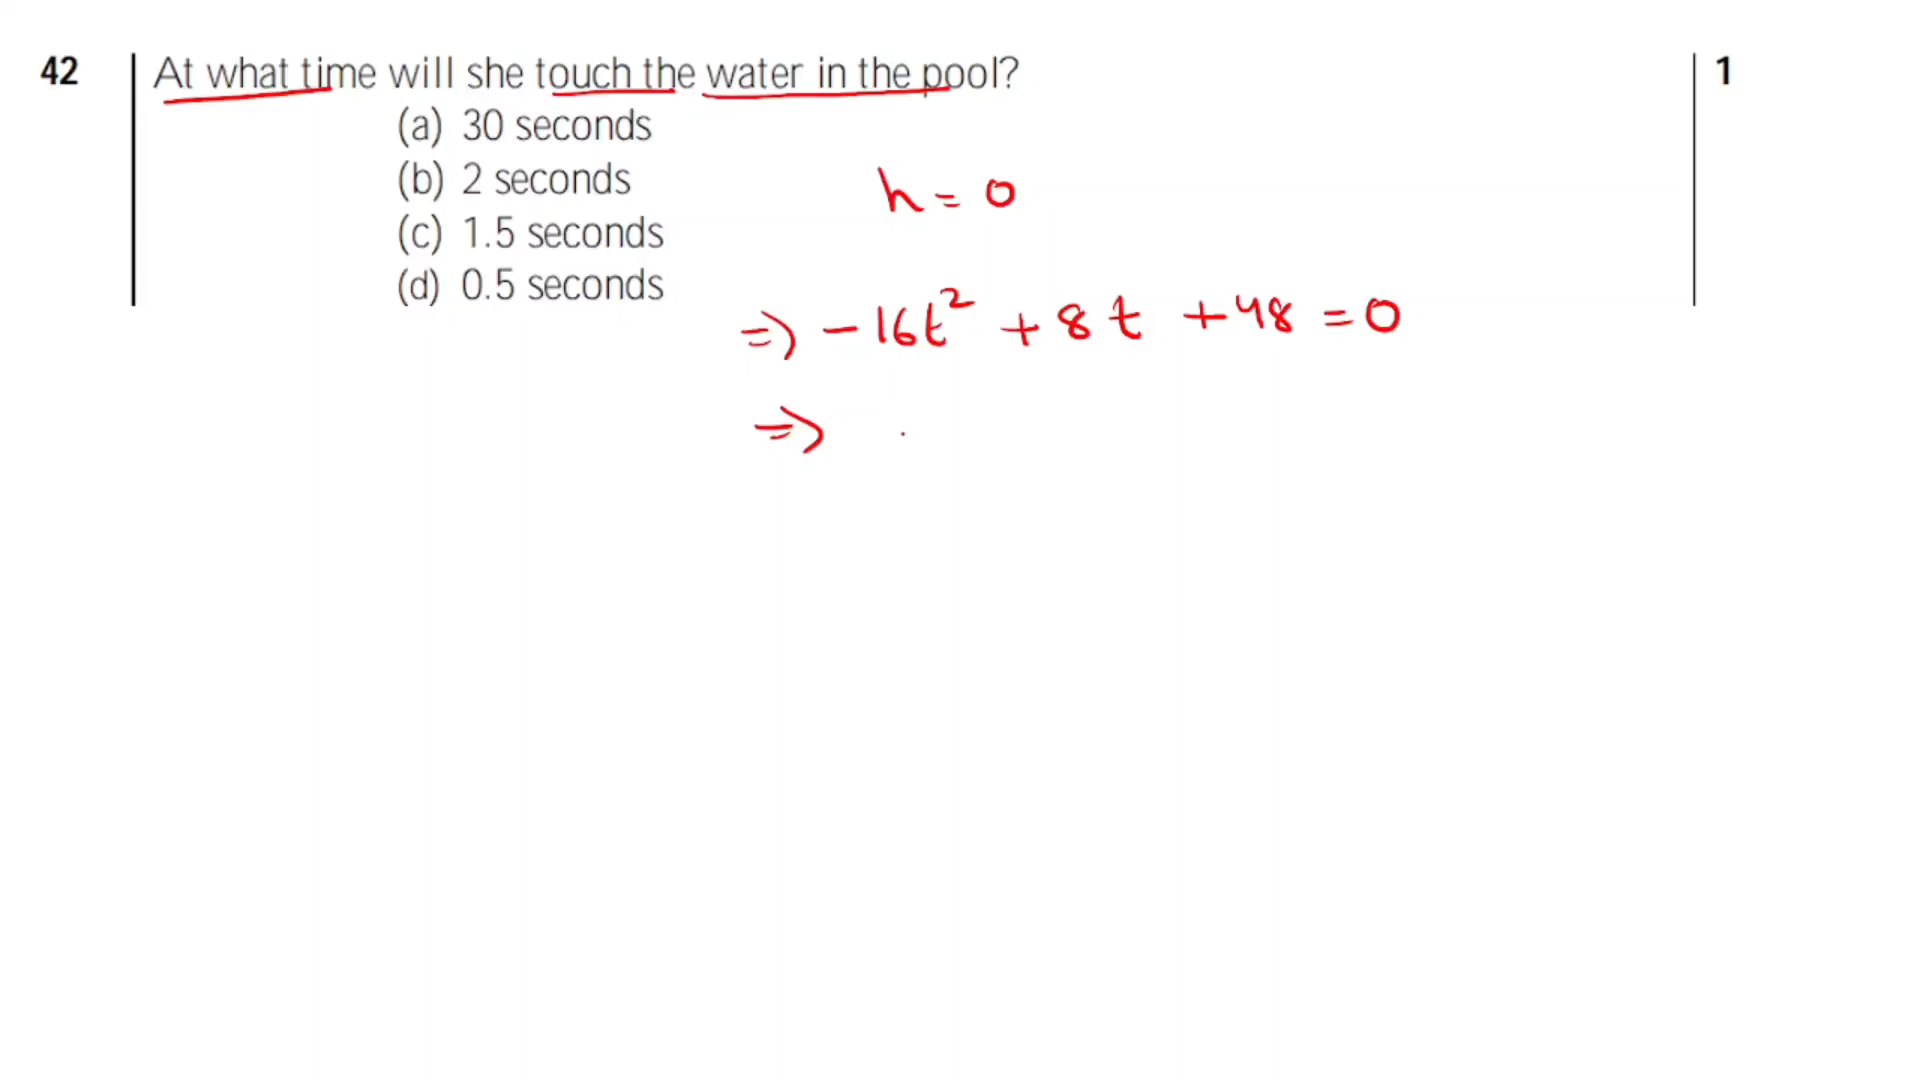 42 At what time will she touch the water in the pool? 1
(a) 30 seconds
(b) 2 seconds
(c) 1.5 seconds
(d) 0.5 seconds
h = 0
=> -16t² + 8t + 48 = 0
=>